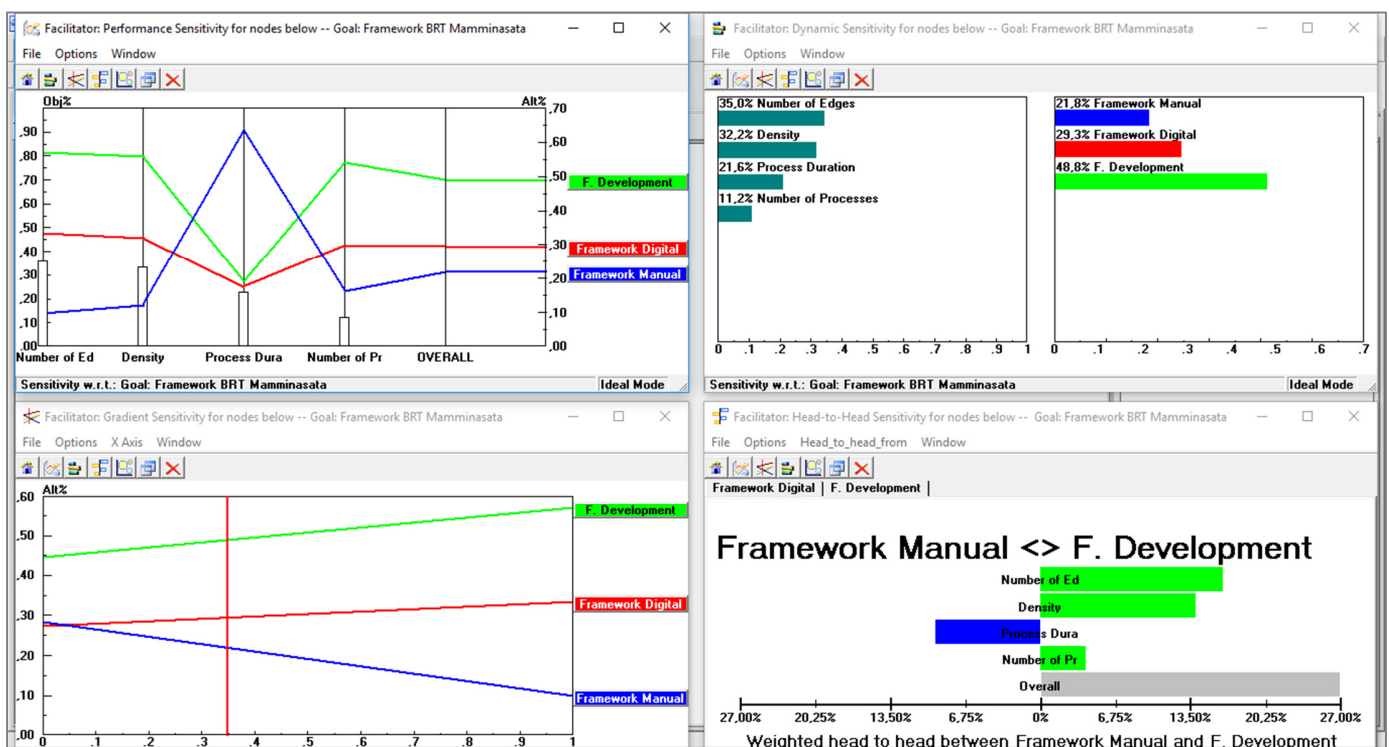 Facilitator: Performance Sensitivity for nodes below -- Goal: Framework BRT Mamminasata
File Options Window
Obj% Alt%
,90
,80
,70
,60
,50
,40
,30
,20
,10
,00
,70
,60
,50
,40
,30
,20
,10
,00
F. Development
Framework Digital
Framework Manual
Number of Ed Density Process Dura Number of Pr OVERALL
Sensitivity w.r.t.: Goal: Framework BRT Mamminasata Ideal Mode
Facilitator: Dynamic Sensitivity for nodes below -- Goal: Framework BRT Mamminasata
File Options Window
35,0% Number of Edges
32,2% Density
21,6% Process Duration
11,2% Number of Processes
0 .1 .2 .3 .4 .5 .6 .7 .8 .9 1
21,8% Framework Manual
29,3% Framework Digital
48,8% F. Development
0 .1 .2 .3 .4 .5 .6 .7
Sensitivity w.r.t.: Goal: Framework BRT Mamminasata Ideal Mode
Facilitator: Gradient Sensitivity for nodes below -- Goal: Framework BRT Mamminasata
File Options X Axis Window
Alt%
,60
,50
,40
,30
,20
,10
,00
F. Development
Framework Digital
Framework Manual
0 .1 .2 .3 .4 .5 .6 .7 .8 .9 1
Facilitator: Head-to-Head Sensitivity for nodes below -- Goal: Framework BRT Mamminasata
File Options Head_to_head_from Window
Framework Digital | F. Development |
Framework Manual <> F. Development
Number of Ed
Density
Process Dura
Number of Pr
Overall
27,00% 20,25% 13,50% 6,75% 0% 6,75% 13,50% 20,25% 27,00%
Weighted head to head between Framework Manual and F. Development